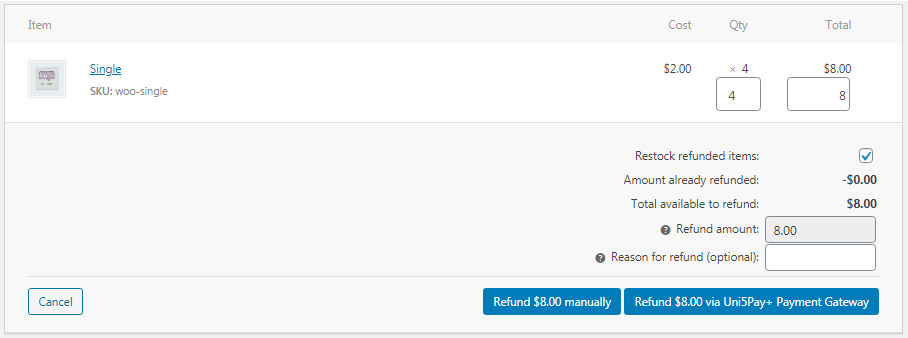 Item Cost Qty Total
Single $2.00 × 4 $8.00
SKU: woo-single 4 8
Restock refunded items:
Amount already refunded: -$0.00
Total available to refund: $8.00
Refund amount: 8.00
Reason for refund (optional):
Cancel Refund $8.00 manually Refund $8.00 via Uni5Pay+ Payment Gateway